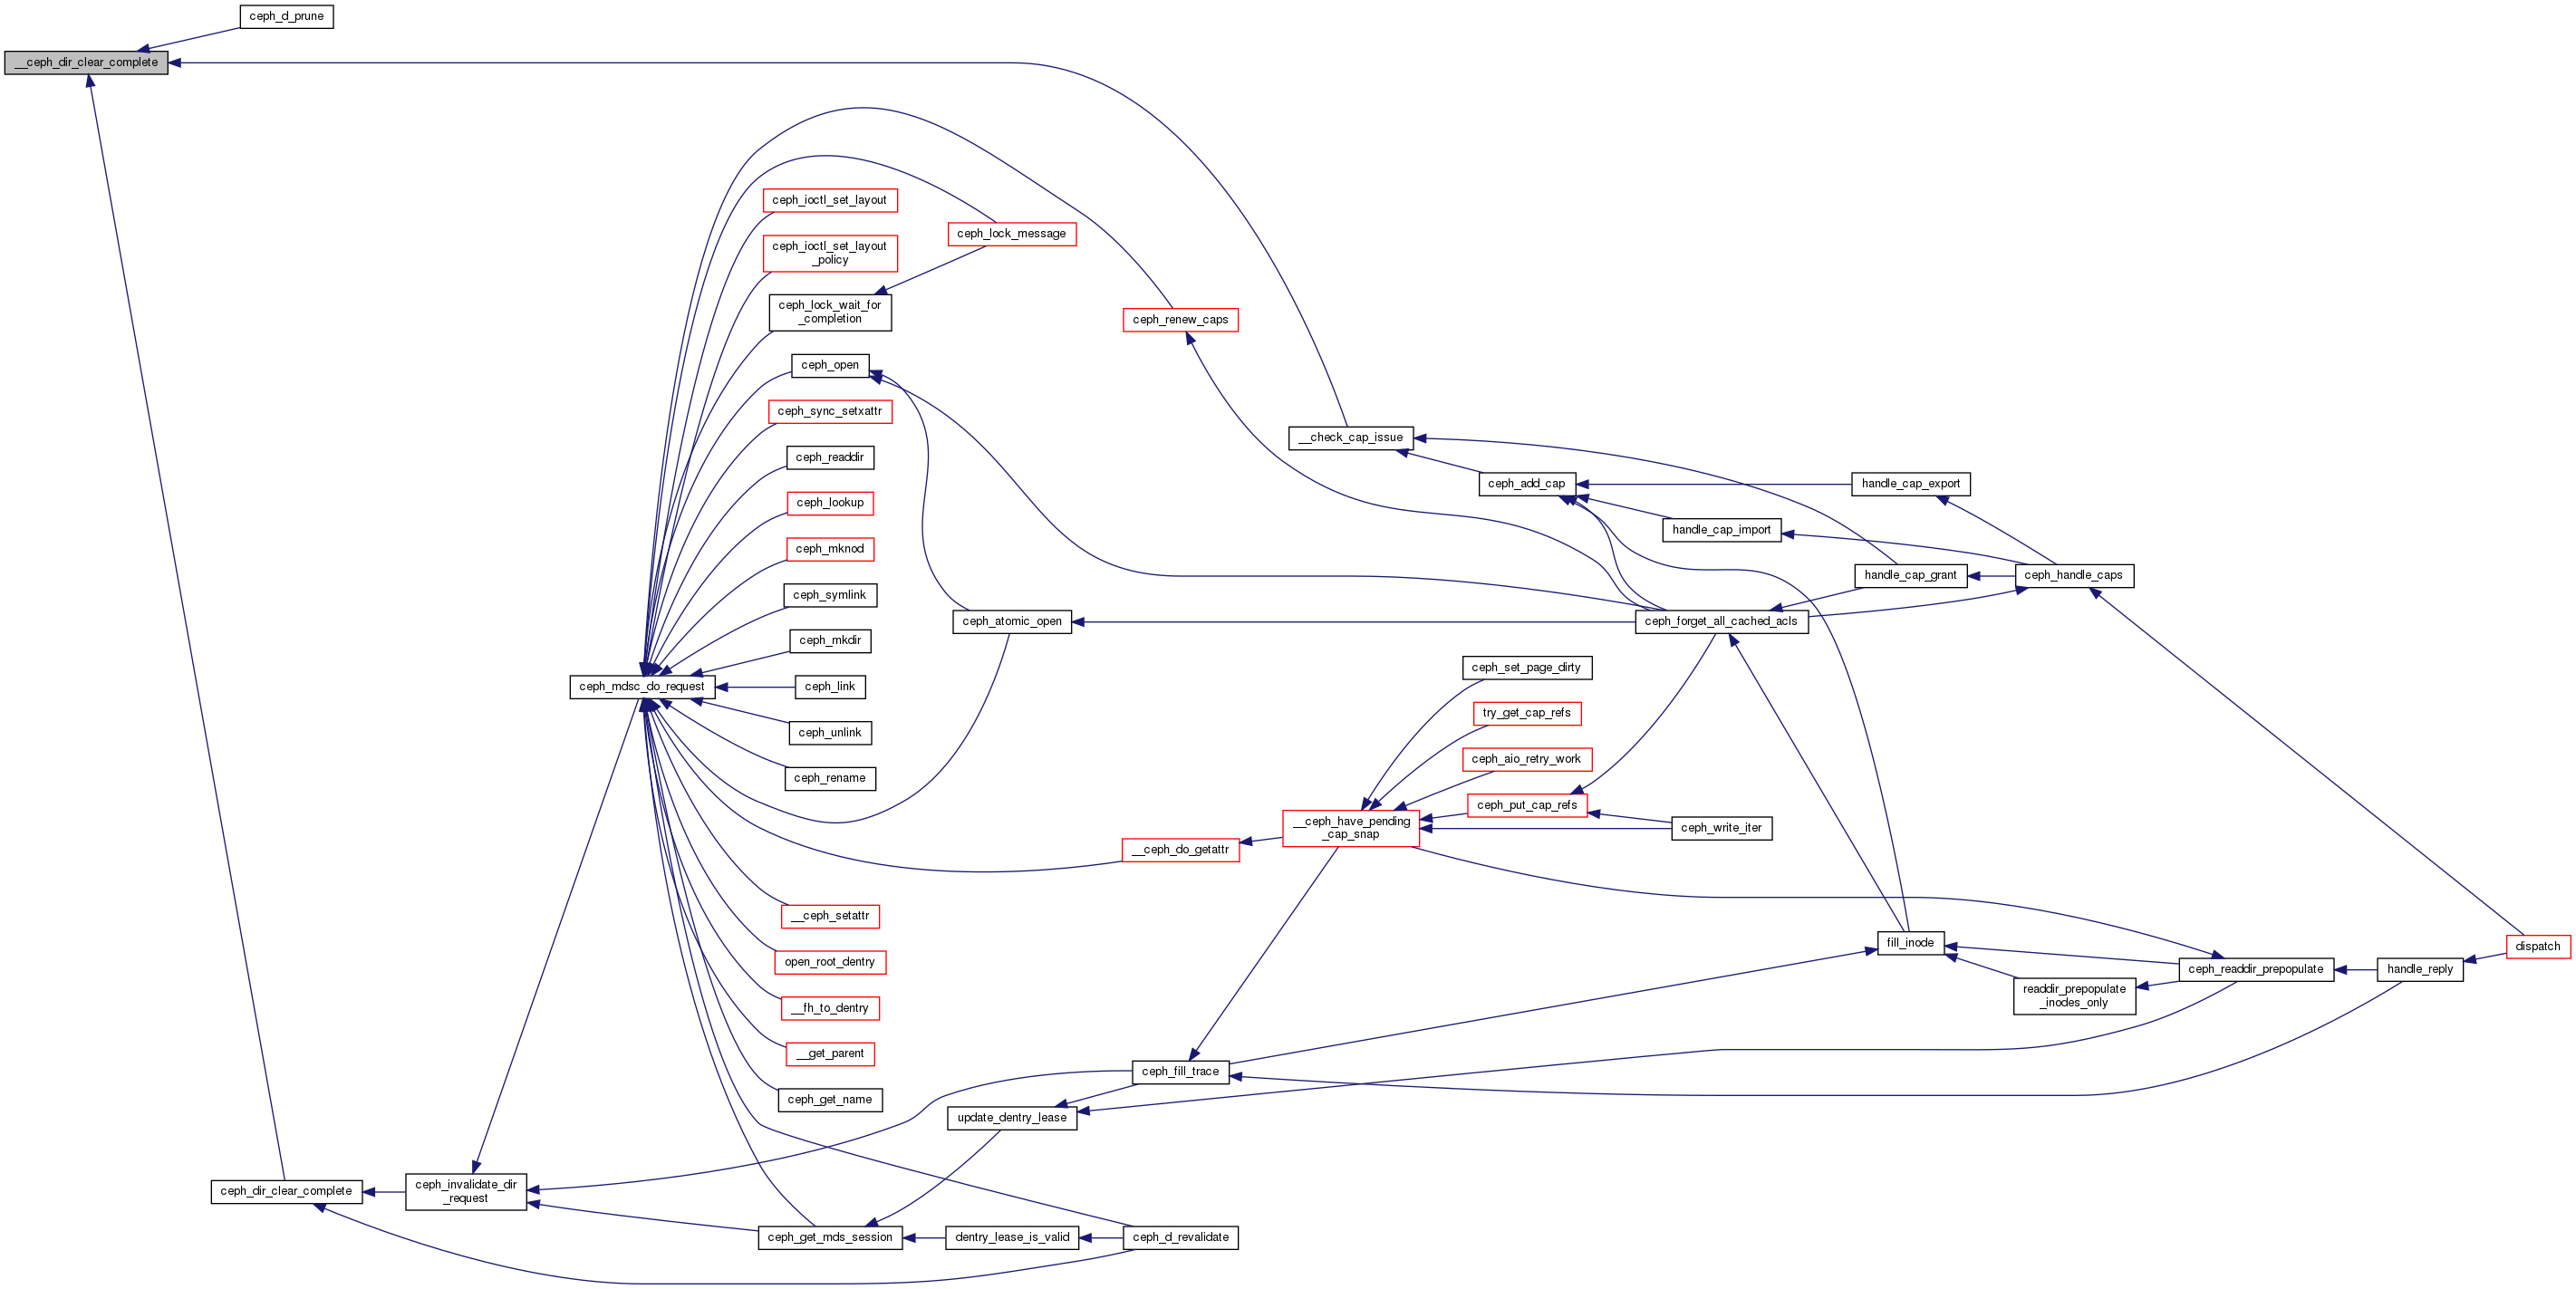 ceph_d_prune
__ceph_dir_clear_complete
ceph_ioctl_set_layout
ceph_lock_message
ceph_ioctl_set_layout
_policy
ceph_lock_wait_for
_completion
ceph_renew_caps
ceph_open
ceph_sync_setxattr
__check_cap_issue
ceph_readdir
ceph_add_cap
handle_cap_export
ceph_lookup
handle_cap_import
ceph_mknod
handle_cap_grant
ceph_handle_caps
ceph_symlink
ceph_atomic_open
ceph_forget_all_cached_acls
ceph_mkdir
ceph_set_page_dirty
ceph_mdsc_do_request
ceph_link
try_get_cap_refs
ceph_unlink
ceph_aio_retry_work
ceph_rename
ceph_put_cap_refs
__ceph_have_pending
_cap_snap
ceph_write_iter
__ceph_do_getattr
__ceph_setattr
fill_inode
dispatch
open_root_dentry
ceph_readdir_prepopulate
handle_reply
readdir_prepopulate
_inodes_only
__fh_to_dentry
__get_parent
ceph_fill_trace
ceph_get_name
update_dentry_lease
ceph_dir_clear_complete
ceph_invalidate_dir
_request
ceph_get_mds_session
dentry_lease_is_valid
ceph_d_revalidate